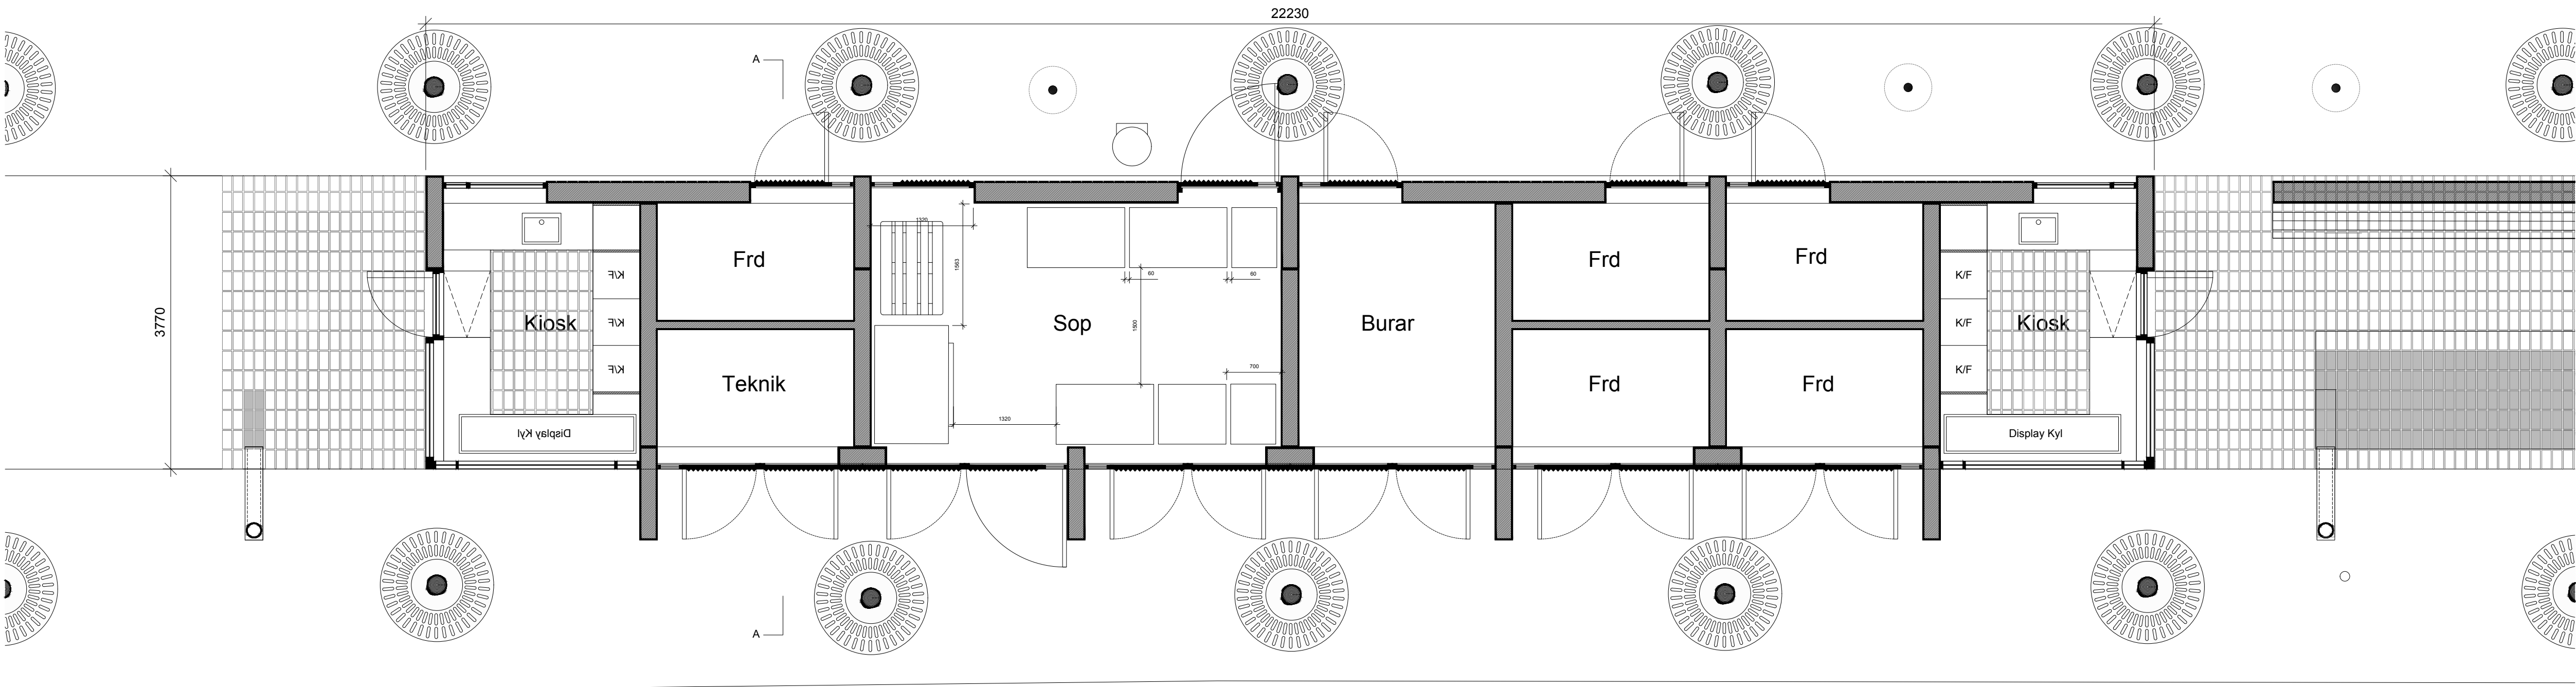 22230
A
1320
Frd
1563
60
60
Frd
Frd
K/F
K/F
3770
Kiosk
K/F
Sop
1500
Burar
K/F
Kiosk
K/F
Teknik
700
Frd
Frd
K/F
1320
Display Kyl
Display Kyl
A